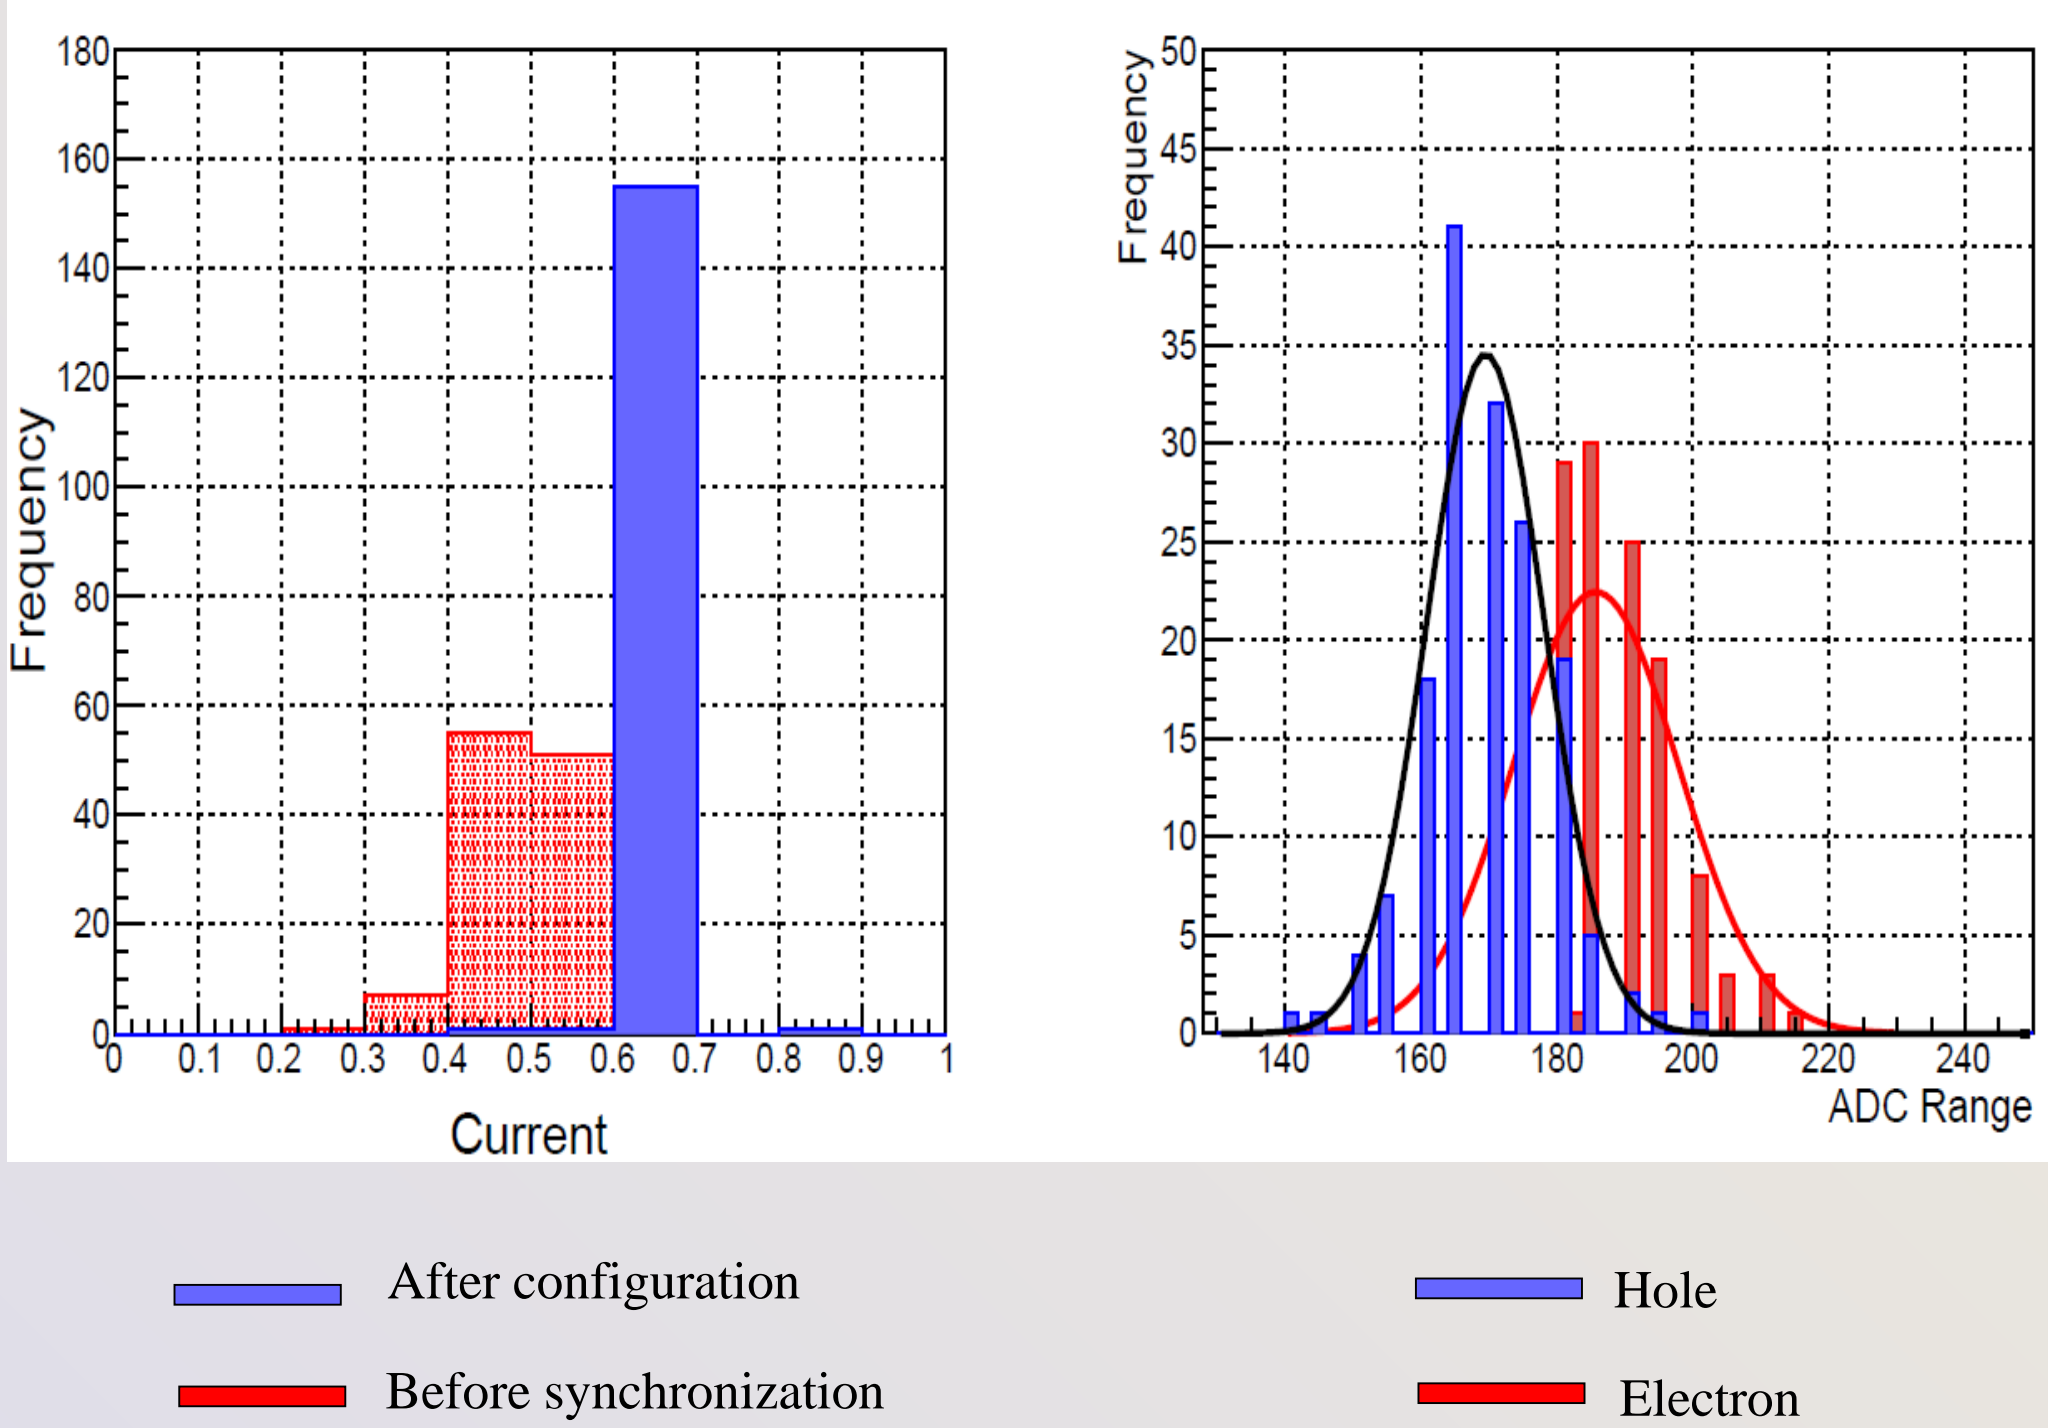 Frequency
180
160
140
120
100
80
60
40
20
0
0 0.1 0.2 0.3 0.4 0.5 0.6 0.7 0.8 0.9 1
Current
Frequency
50
45
40
35
30
25
20
15
10
5
0
140 160 180 200 220 240
ADC Range
After configuration
Before synchronization
Hole
Electron